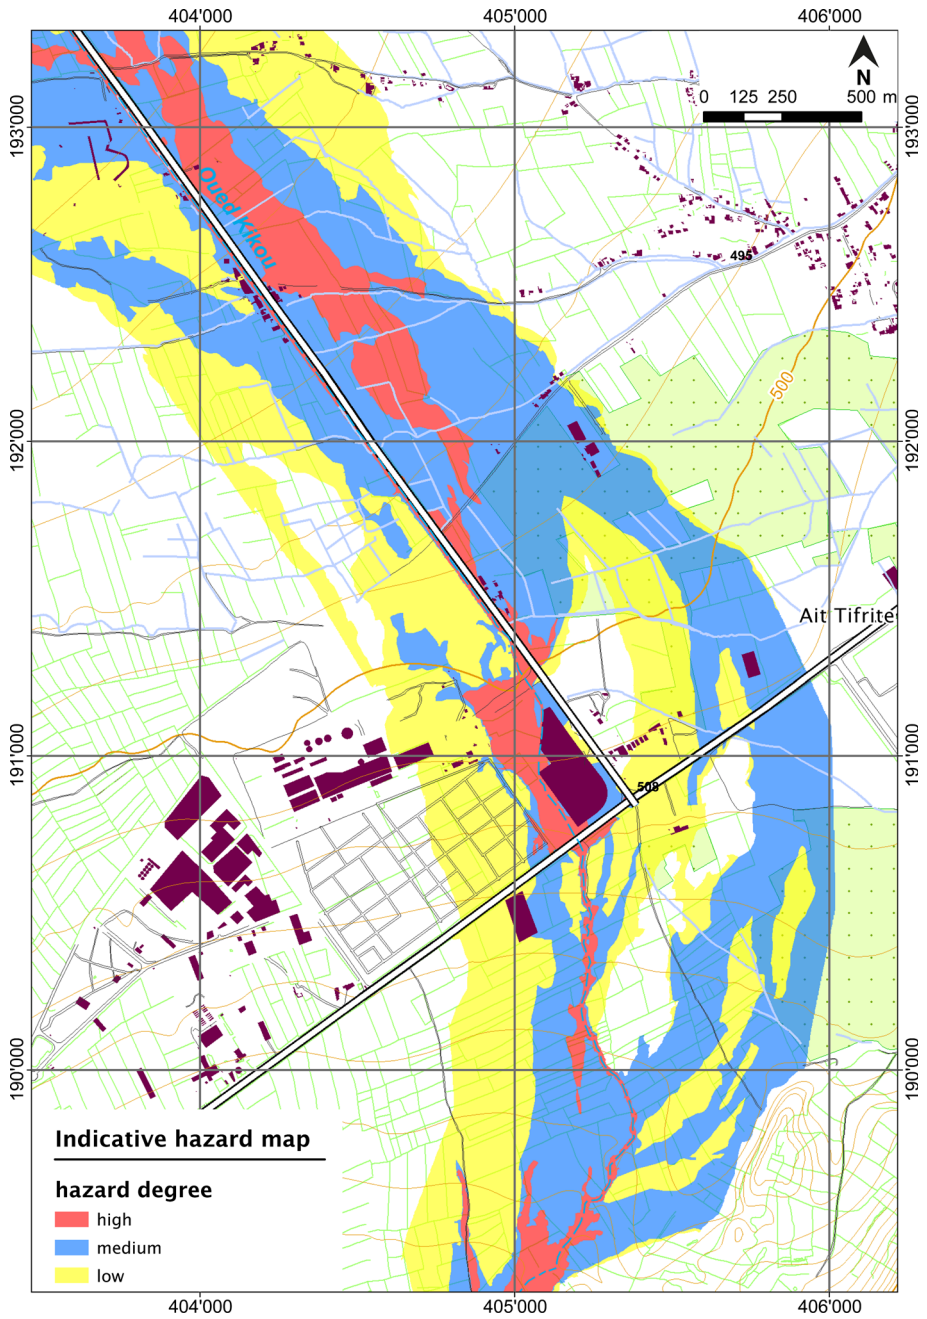 404'000 405'000 406'000
N
0 125 250 500 m
193'000 193'000
Oued Kikou
495
500
192'000 192'000
Ait Tifrite
191'000 191'000
508
190'000 190'000
Indicative hazard map
hazard degree
high
medium
low
404'000 405'000 406'000